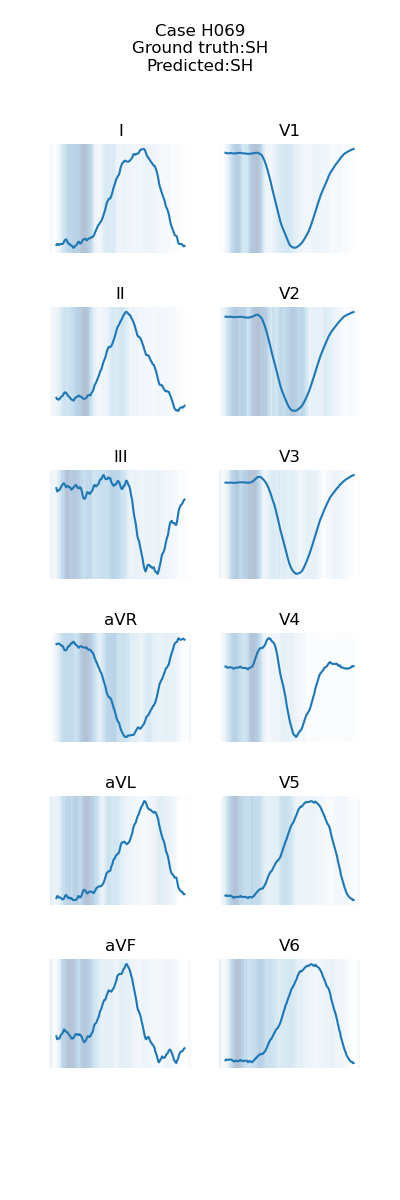 Case H069
Ground truth:SH
Predicted:SH
I
V1
II
V2
III
V3
aVR
V4
aVL
V5
aVF
V6